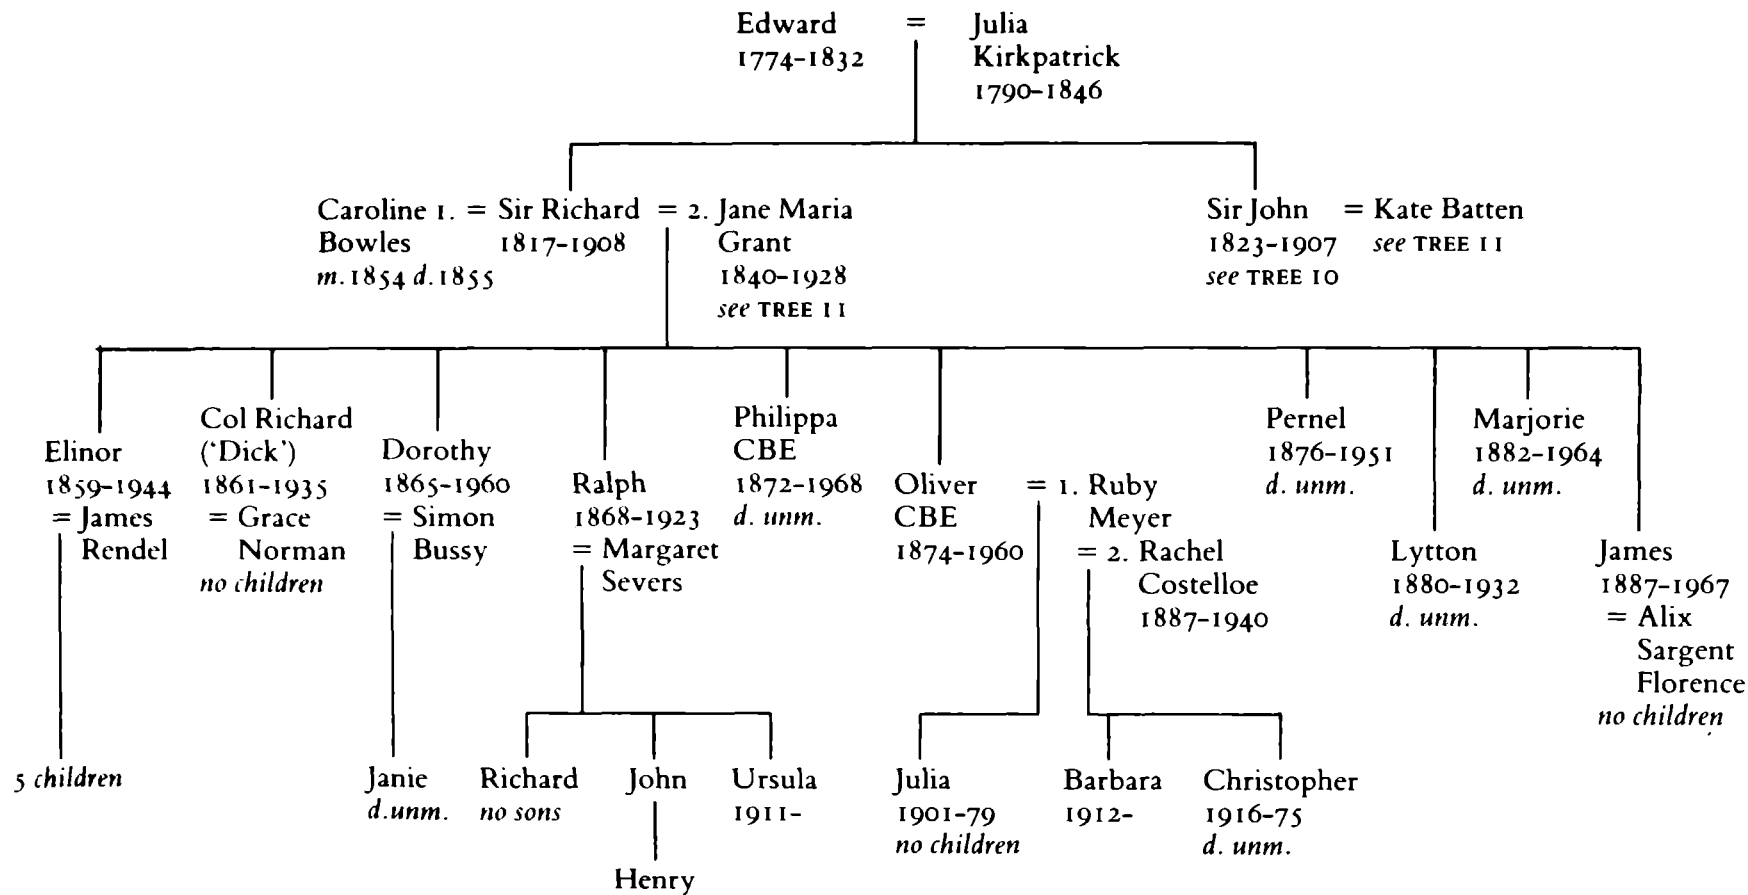 Edward = Julia
1774-1832 Kirkpatrick
1790-1846
Caroline 1. = Sir Richard = 2. Jane Maria
Bowles 1817-1908 Grant
m. 1854 d. 1855 1840-1928
see TREE 11
Sir John = Kate Batten
1823-1907 see TREE 11
see TREE 10
Elinor
1859-1944
= James
Rendel
Col Richard
('Dick')
1861-1935
= Grace
Norman
no children
Dorothy
1865-1960
= Simon
Bussy
Ralph
1868-1923
= Margaret
Severs
Philippa
CBE
1872-1968
d. unm.
Oliver = 1. Ruby
CBE Meyer
1874-1960 = 2. Rachel
Costelloe
1887-1940
Pernel
1876-1951
d. unm.
Lytton
1880-1932
d. unm.
Marjorie
1882-1964
d. unm.
James
1887-1967
= Alix
Sargent
Florence
no children
5 children
Janie
d.unm.
Richard
no sons
John
Ursula
1911-
Julia
1901-79
no children
Barbara
1912-
Christopher
1916-75
d. unm.
Henry